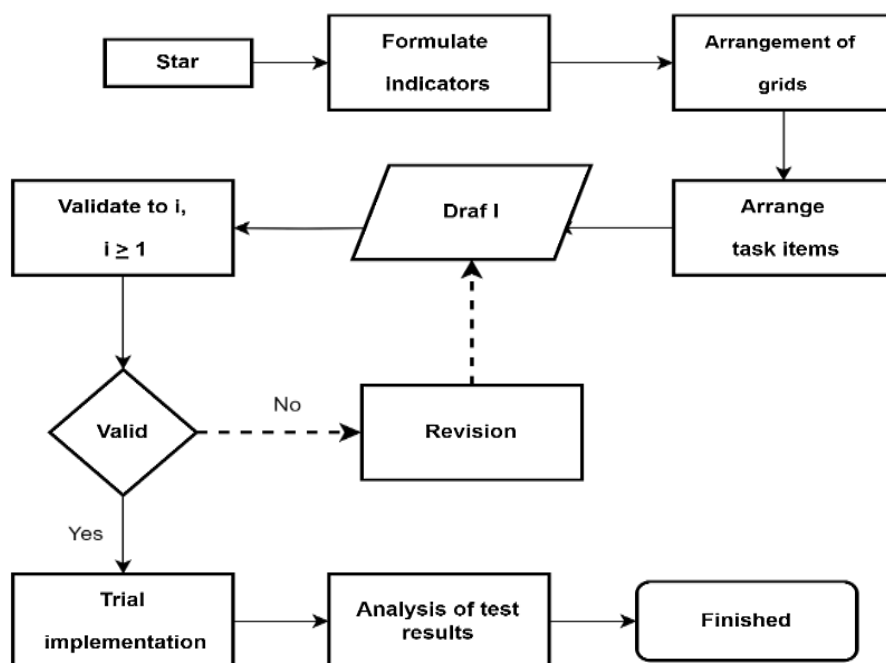 Star
Formulate
indicators
Arrangement of
grids
Arrange
task items
Draf I
Validate to i,
i ≥ 1
Valid
No
Revision
Yes
Trial
implementation
Analysis of test
results
Finished